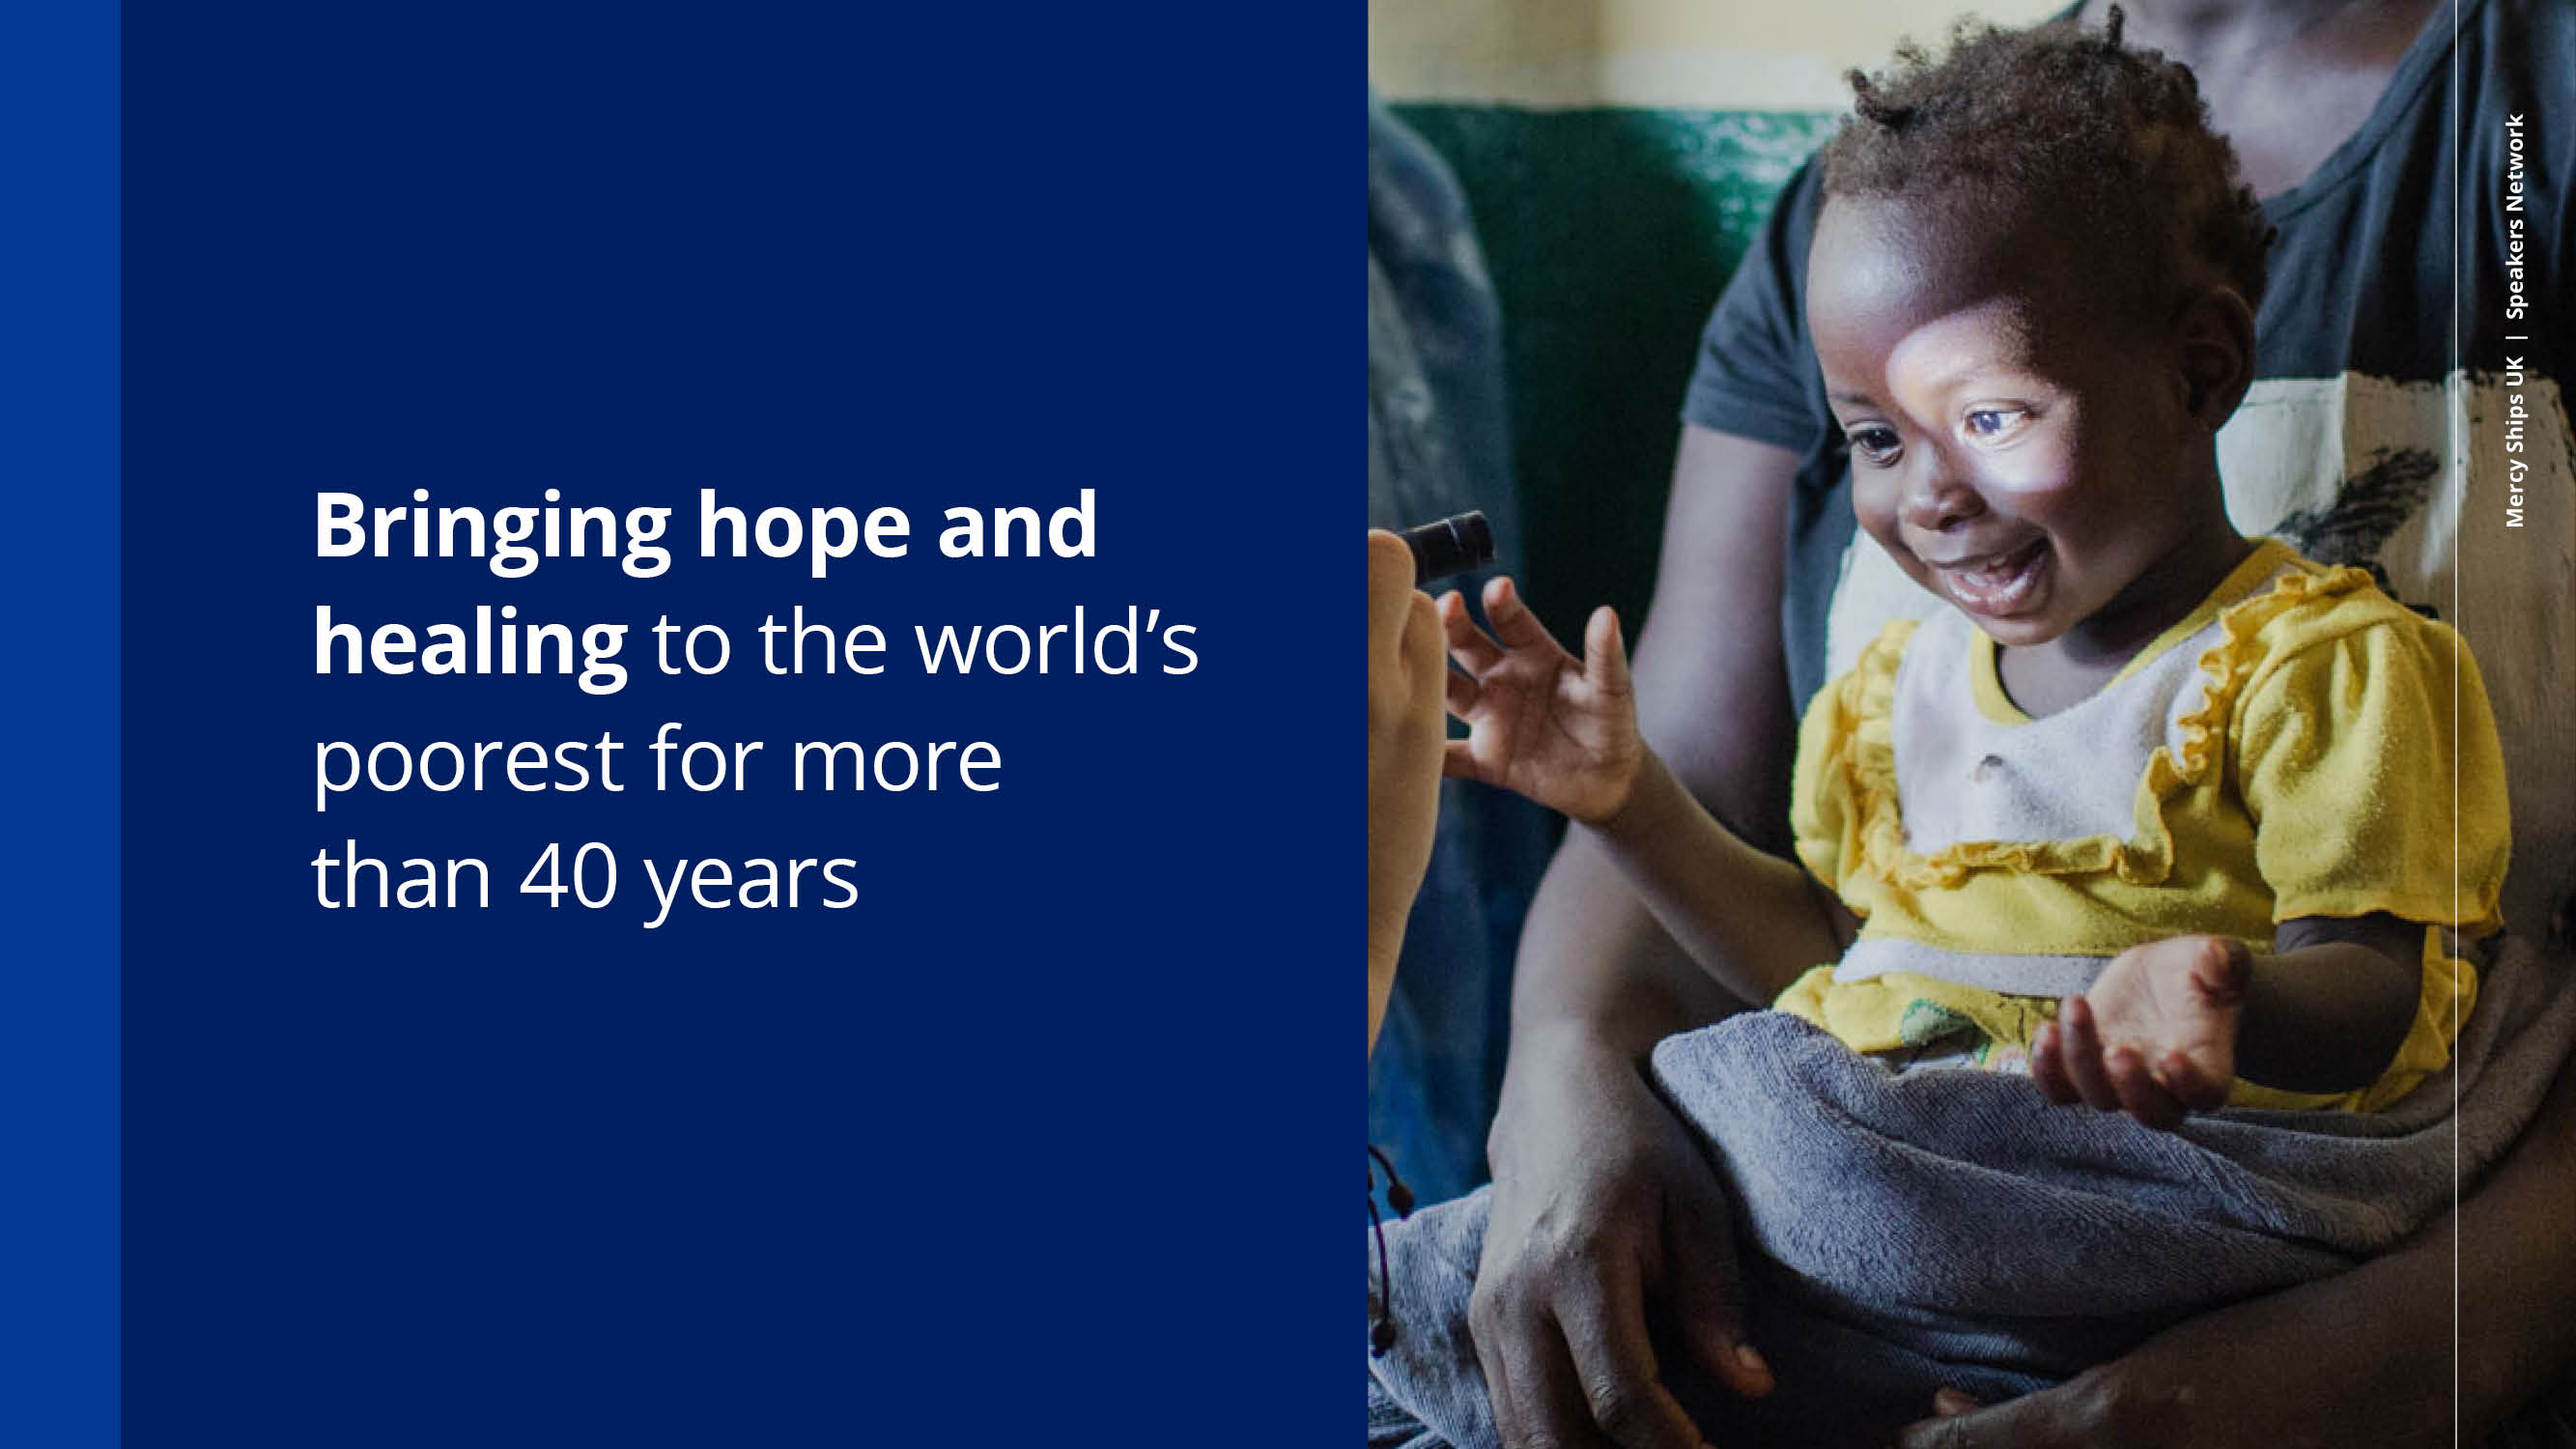 Bringing hope and
healing to the world’s
poorest for more
than 40 years
Mercy Ships UK | Speakers Network